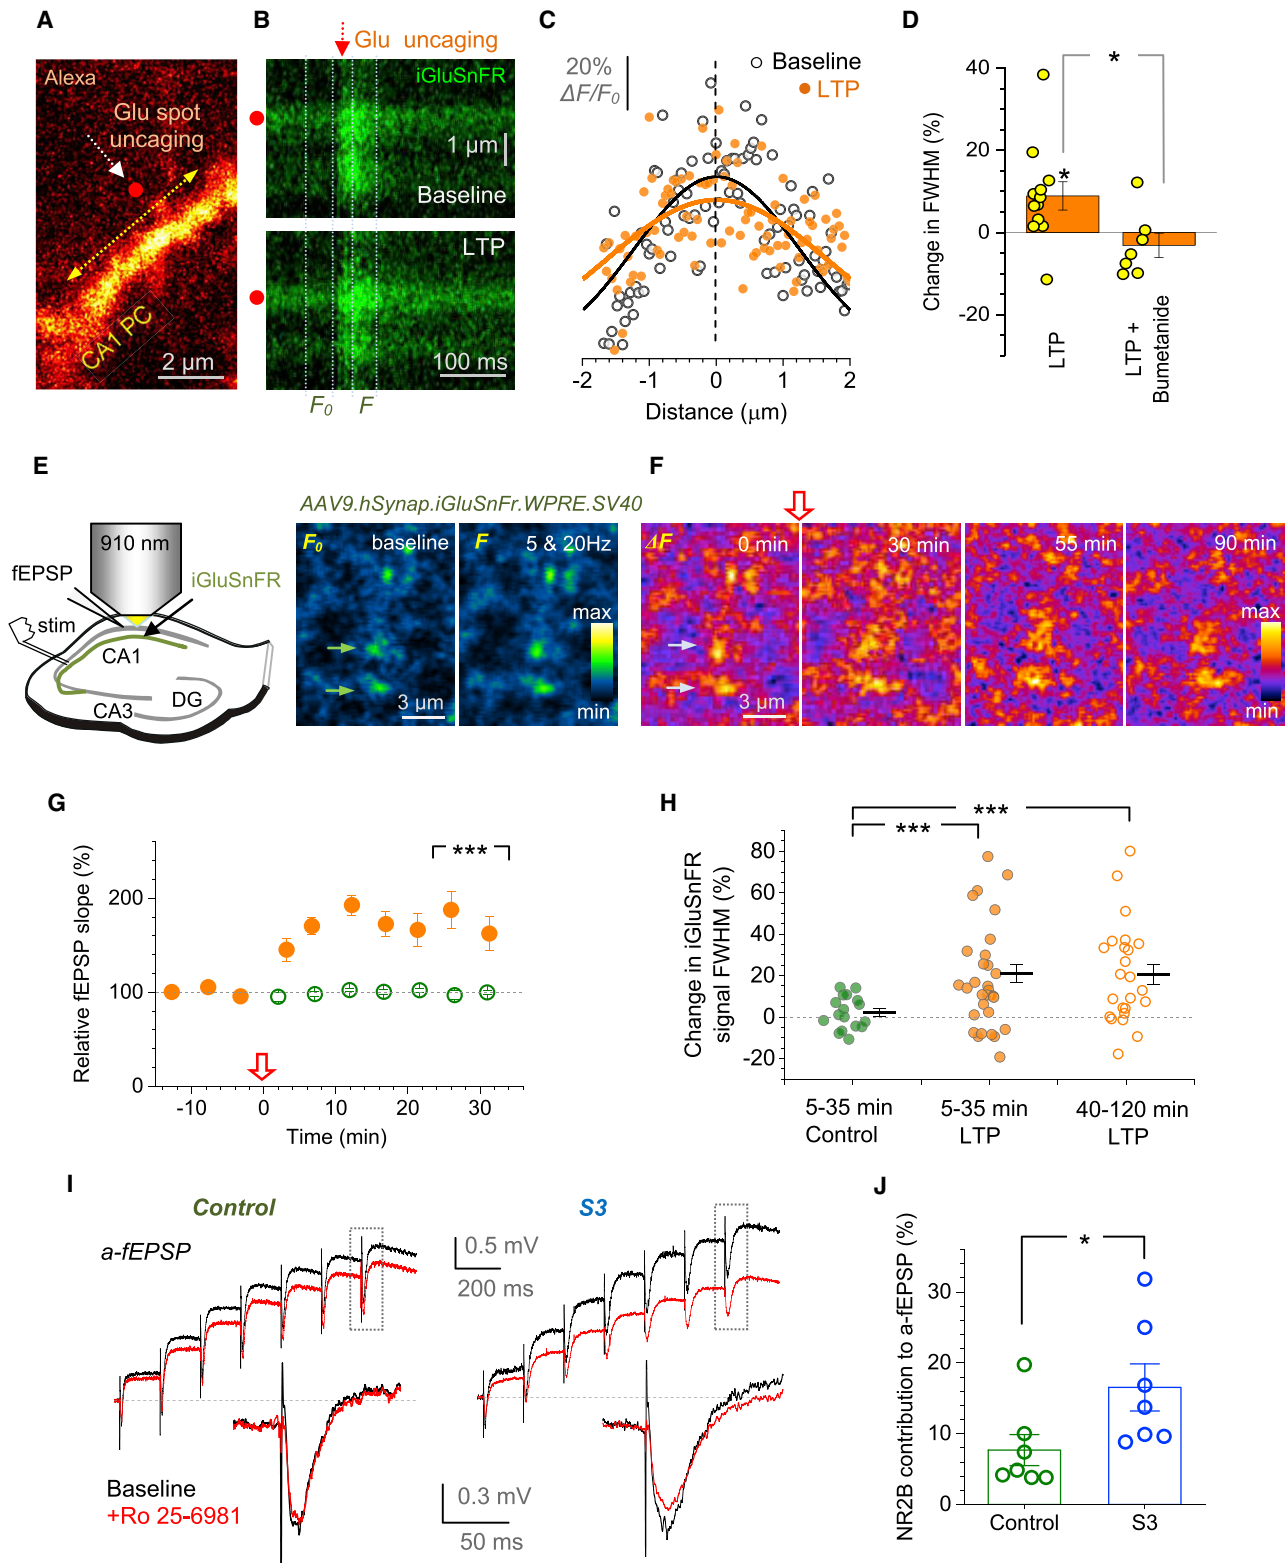 A
Alexa
Glu spot
uncaging
CA1 PC
2 µm
B
Glu uncaging
iGluSnFR
1 µm
Baseline
LTP
100 ms
F0 F
C
20%
ΔF/F0
Baseline
LTP
-2 -1 0 1 2
Distance (μm)
D
*
*
Change in FWHM (%)
40
20
0
-20
LTP
LTP +
Bumetanide
E
910 nm
fEPSP
iGluSnFR
stim
CA1
CA3
DG
AAV9.hSynap.iGluSnFr.WPRE.SV40
F0 baseline
3 µm
F 5 & 20Hz
max
min
F
ΔF 0 min
3 µm
30 min
55 min
90 min
max
min
G
Relative fEPSP slope (%)
***
200
100
0
-10 0 10 20 30
Time (min)
H
***
***
Change in iGluSnFR
signal FWHM (%)
80
60
40
20
0
-20
5-35 min
Control
5-35 min
LTP
40-120 min
LTP
I
Control
S3
a-fEPSP
0.5 mV
200 ms
Baseline
+Ro 25-6981
0.3 mV
50 ms
J
NR2B contribution to a-fEPSP (%)
*
30
20
10
0
Control
S3